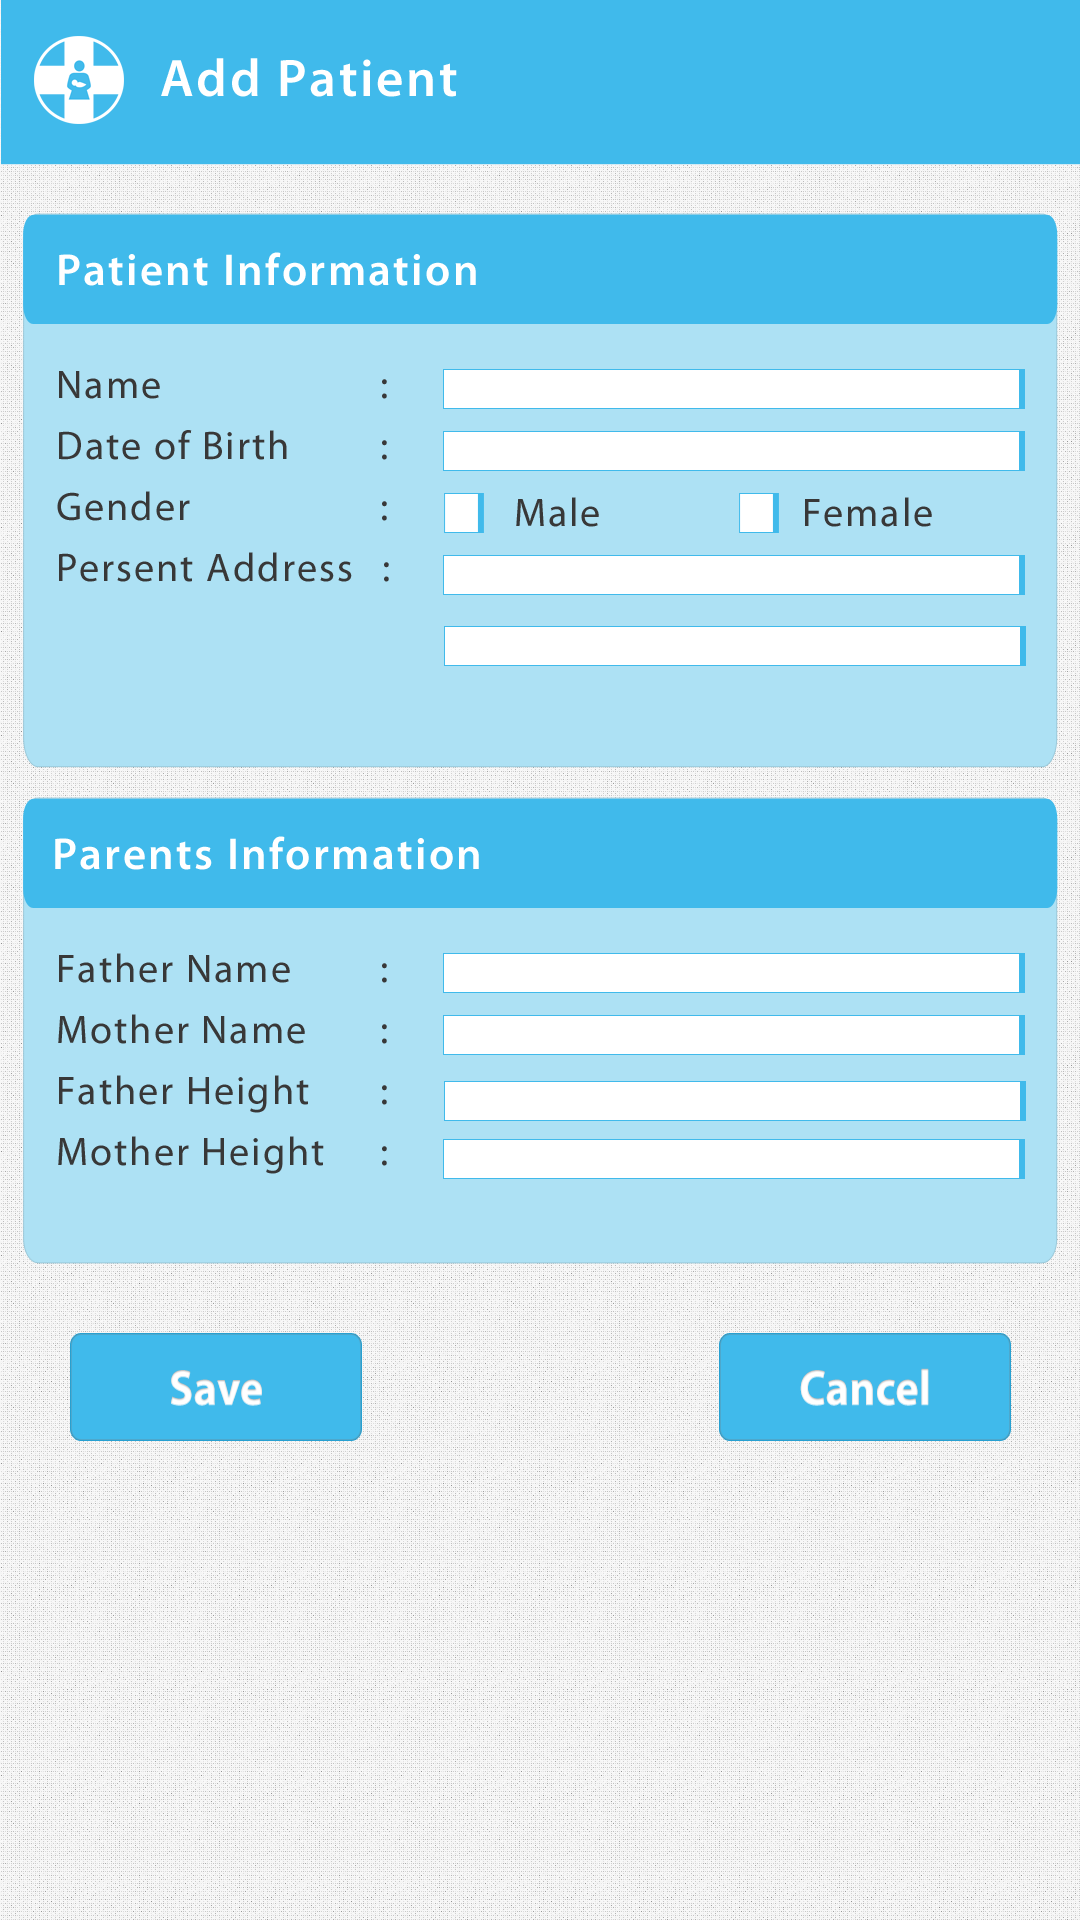 Add Patient
Patient Information
Name :
Date of Birth :
Gender : Male Female
Persent Address :
Parents Information
Father Name :
Mother Name :
Father Height :
Mother Height :
Save Cancel